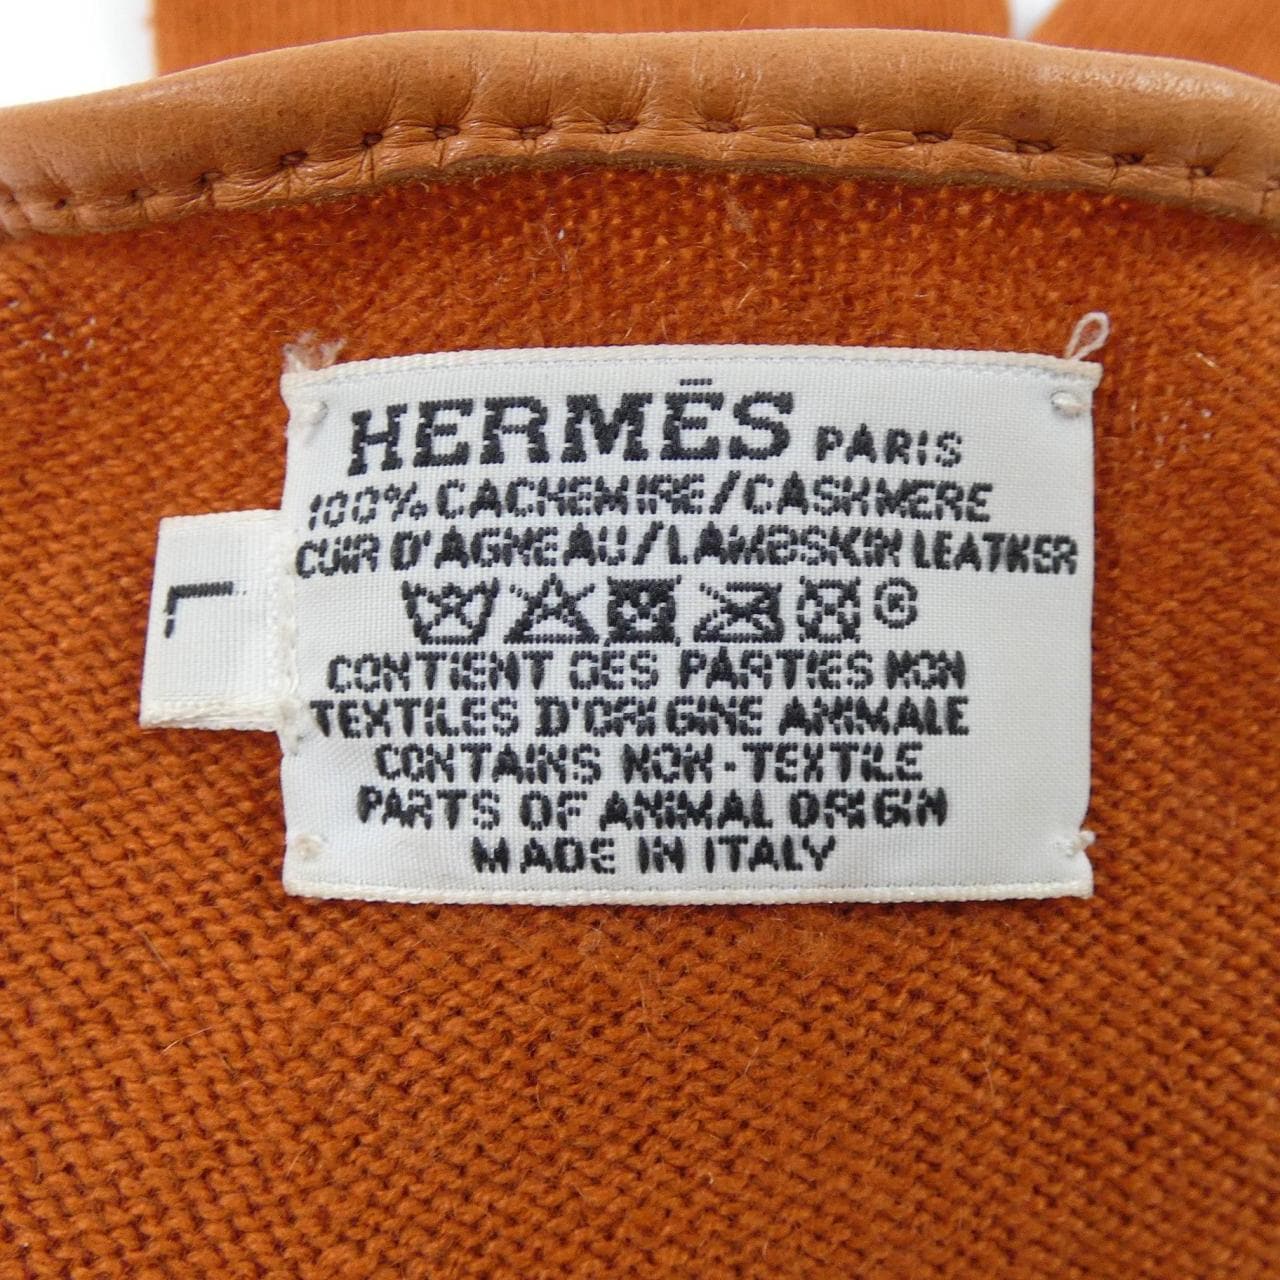 HERMĒS PARIS
100% CACHEMIRE/CASHMERE
CUIR D'AGNEAU/LAMBSKIN LEATHER
CONTIENT DES PARTIES NON
TEXTILES D'ORIGINE ANIMALE
CONTAINS NON-TEXTILE
PARTS OF ANIMAL ORIGIN
MADE IN ITALY
L